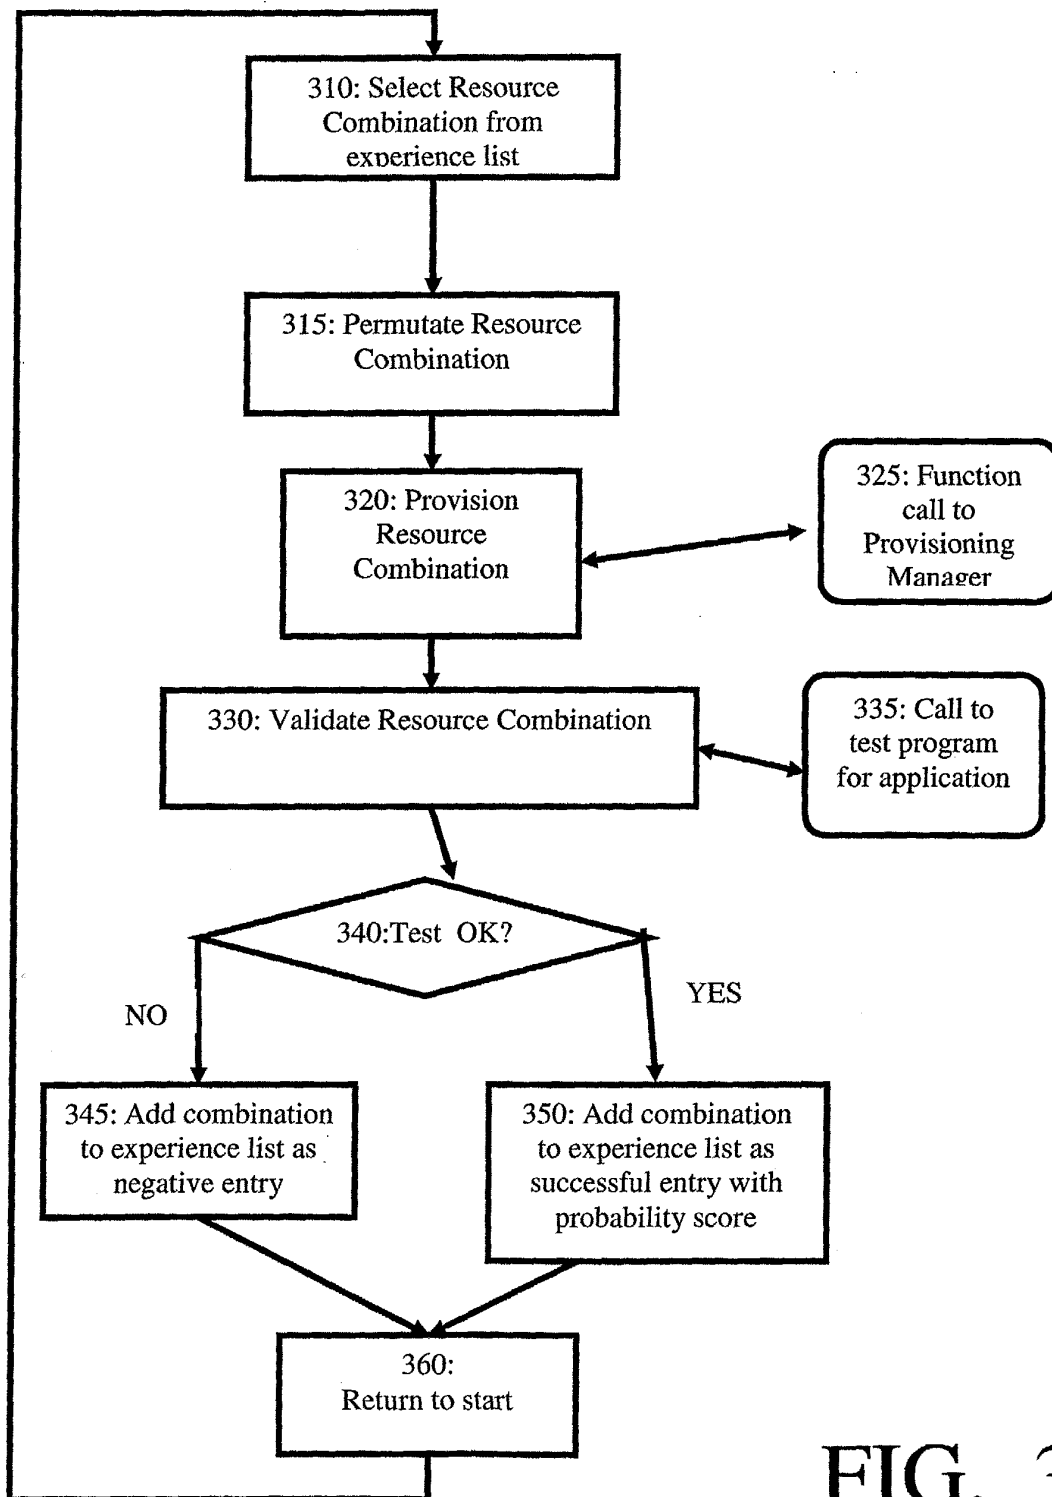 310: Select Resource
Combination from
experience list
315: Permutate Resource
Combination
320: Provision
Resource
Combination
325: Function
call to
Provisioning
Manager
330: Validate Resource Combination
335: Call to
test program
for application
340:Test OK?
NO
YES
345: Add combination
to experience list as
negative entry
350: Add combination
to experience list as
successful entry with
probability score
360:
Return to start
FIG. 3